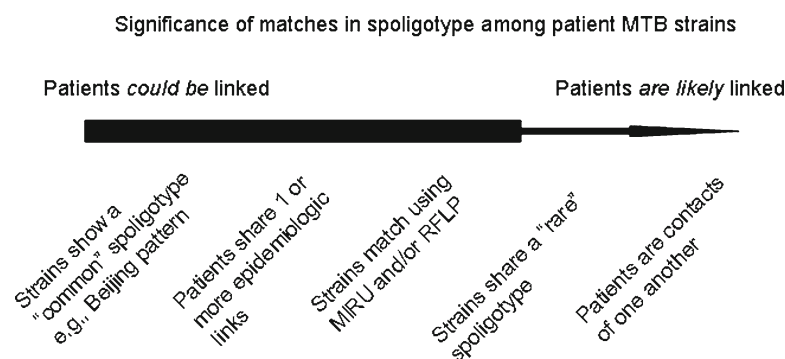 Significance of matches in spoligotype among patient MTB strains
Patients could be linked
Patients are likely linked
Strains show a
"common" spoligotype
e,g,, Beijing pattern
Patients share 1 or
more epidemiologic
links
Strains match using
MIRU and/or RFLP
Strains share a "rare"
spoligotype
Patients are contacts
of one another